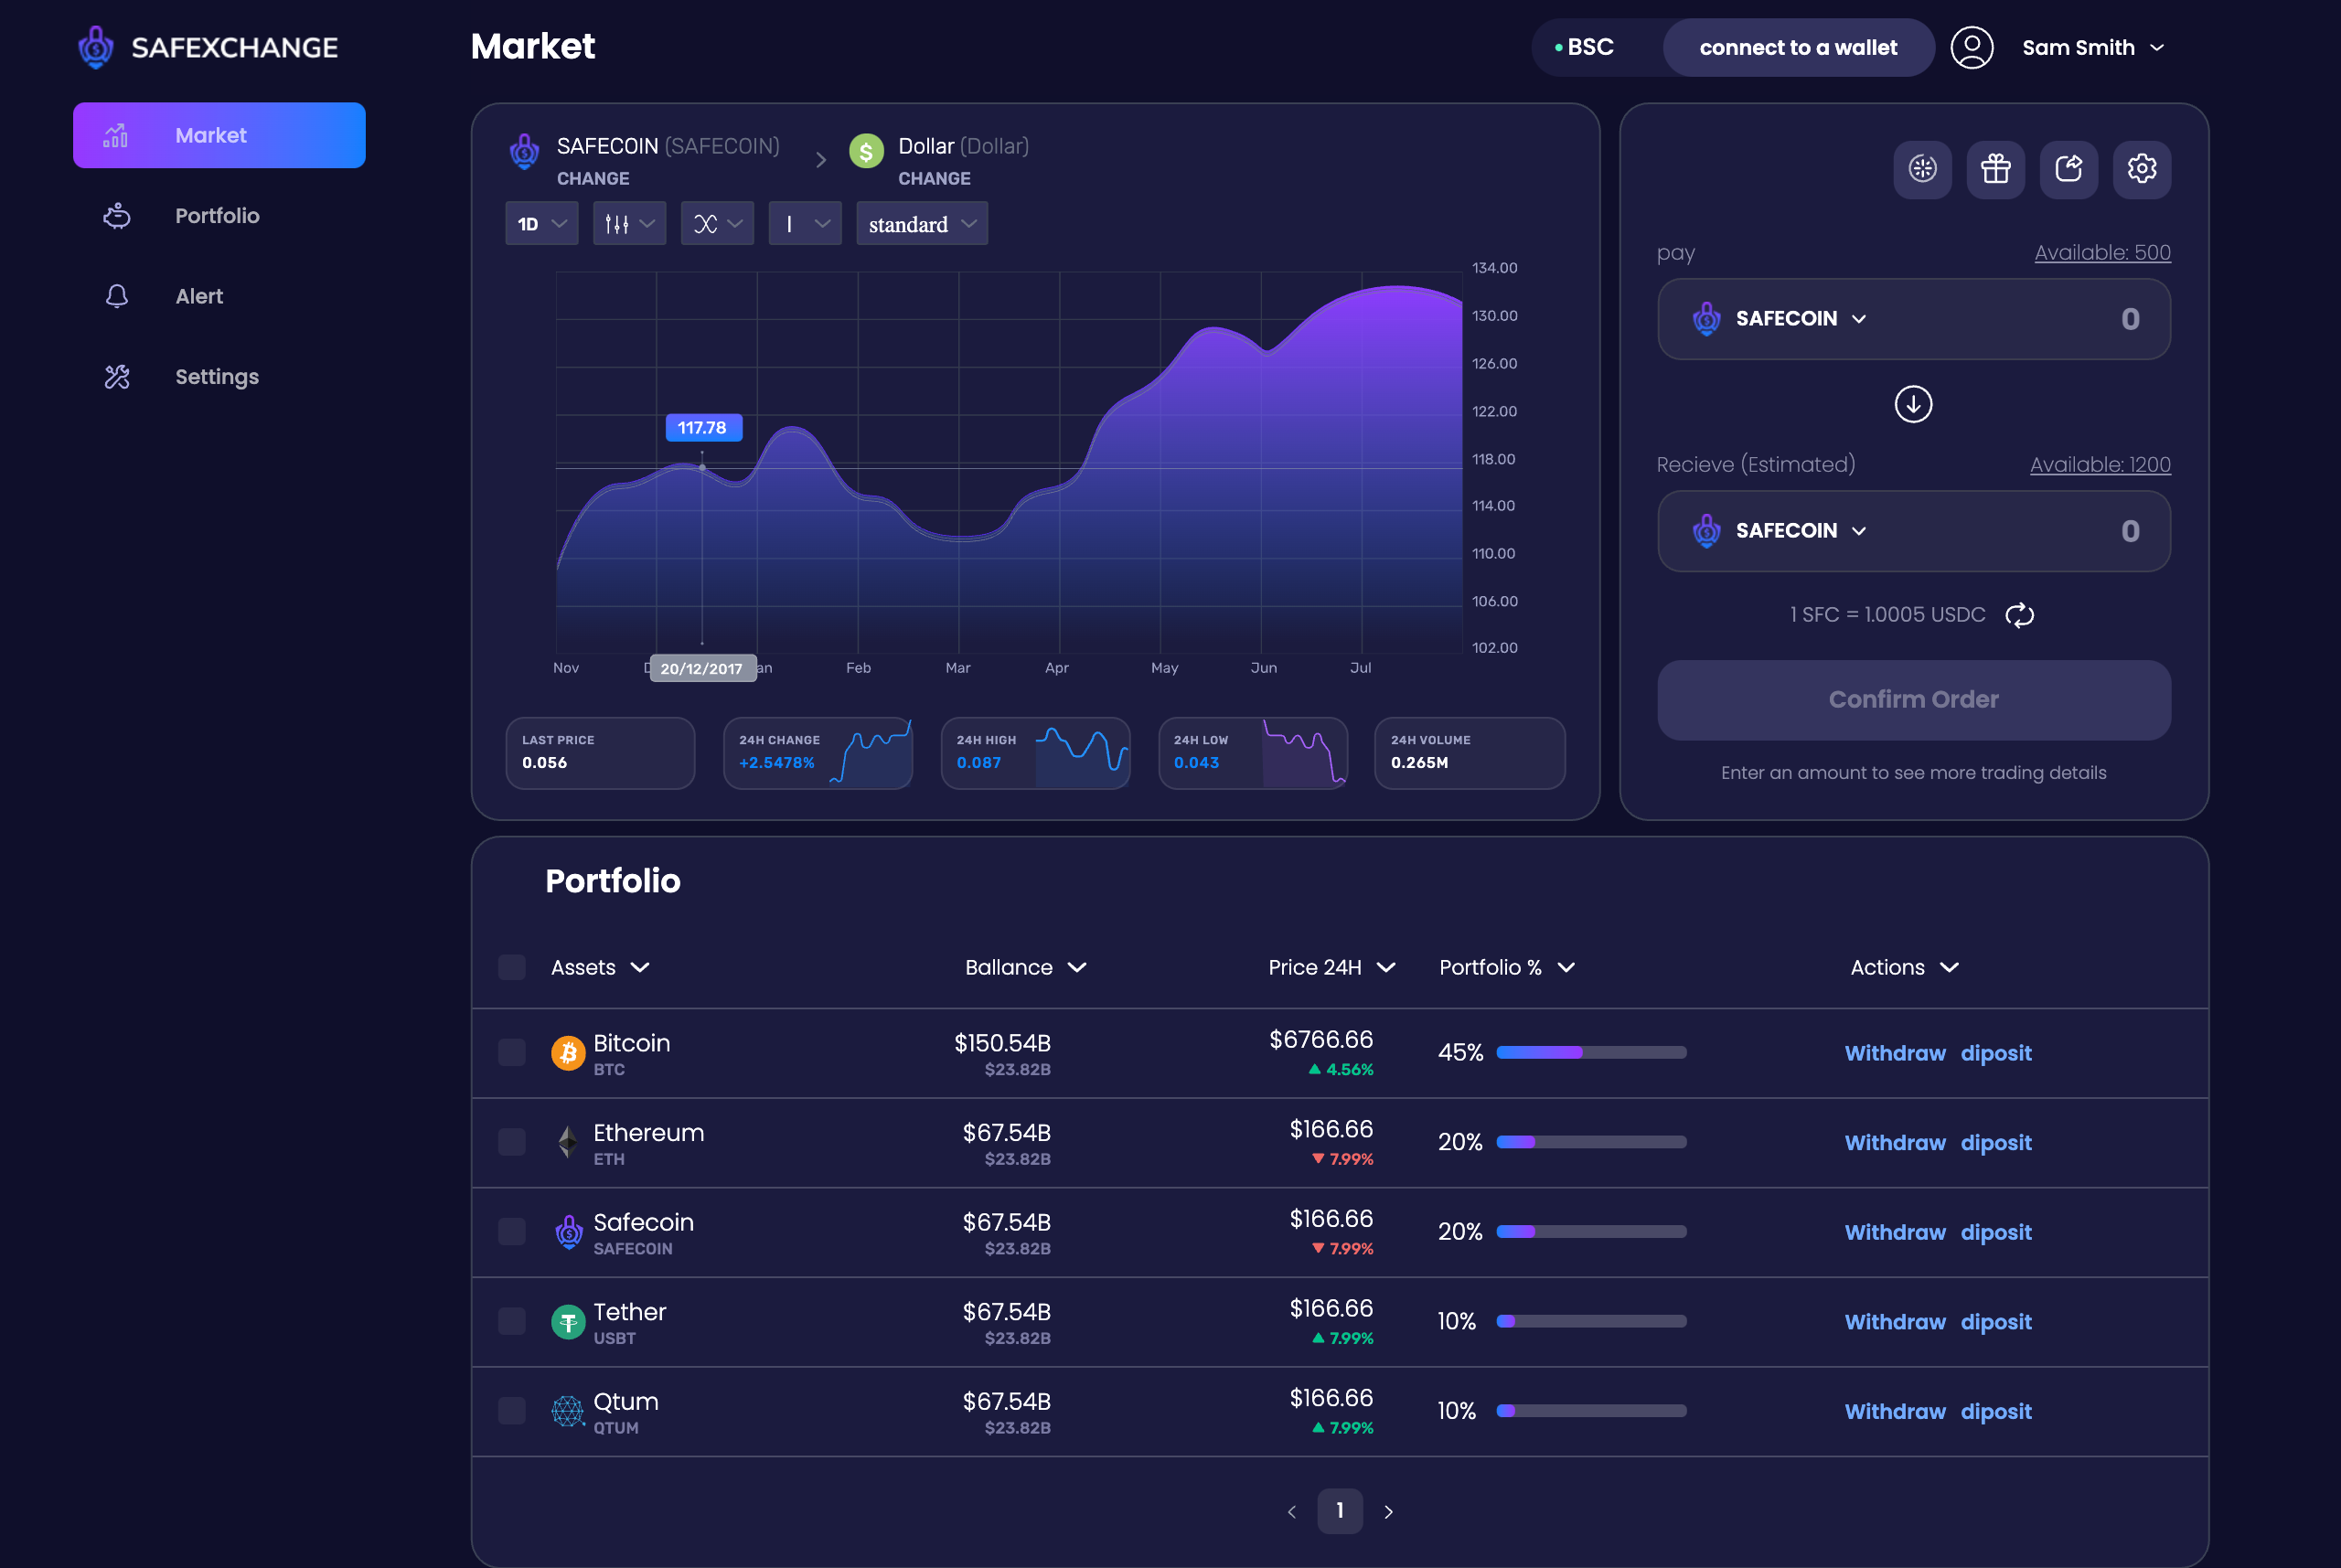 SAFEXCHANGE
Market
BSC
connect to a wallet
Sam Smith
Market
Portfolio
Alert
Settings
SAFECOIN (SAFECOIN)
CHANGE
Dollar (Dollar)
CHANGE
1D
standard
134.00
130.00
126.00
122.00
118.00
114.00
110.00
106.00
102.00
117.78
Nov
20/12/2017
Feb
Mar
Apr
May
Jun
Jul
LAST PRICE
0.056
24H CHANGE
+2.5478%
24H HIGH
0.087
24H LOW
0.043
24H VOLUME
0.265M
pay
Available: 500
SAFECOIN
0
Recieve (Estimated)
Available: 1200
SAFECOIN
0
1 SFC = 1.0005 USDC
Confirm Order
Enter an amount to see more trading details
Portfolio
Assets
Ballance
Price 24H
Portfolio %
Actions
Bitcoin
BTC
$150.54B
$23.82B
$6766.66
4.56%
45%
Withdraw
diposit
Ethereum
ETH
$67.54B
$23.82B
$166.66
7.99%
20%
Withdraw
diposit
Safecoin
SAFECOIN
$67.54B
$23.82B
$166.66
7.99%
20%
Withdraw
diposit
Tether
USBT
$67.54B
$23.82B
$166.66
7.99%
10%
Withdraw
diposit
Qtum
QTUM
$67.54B
$23.82B
$166.66
7.99%
10%
Withdraw
diposit
1